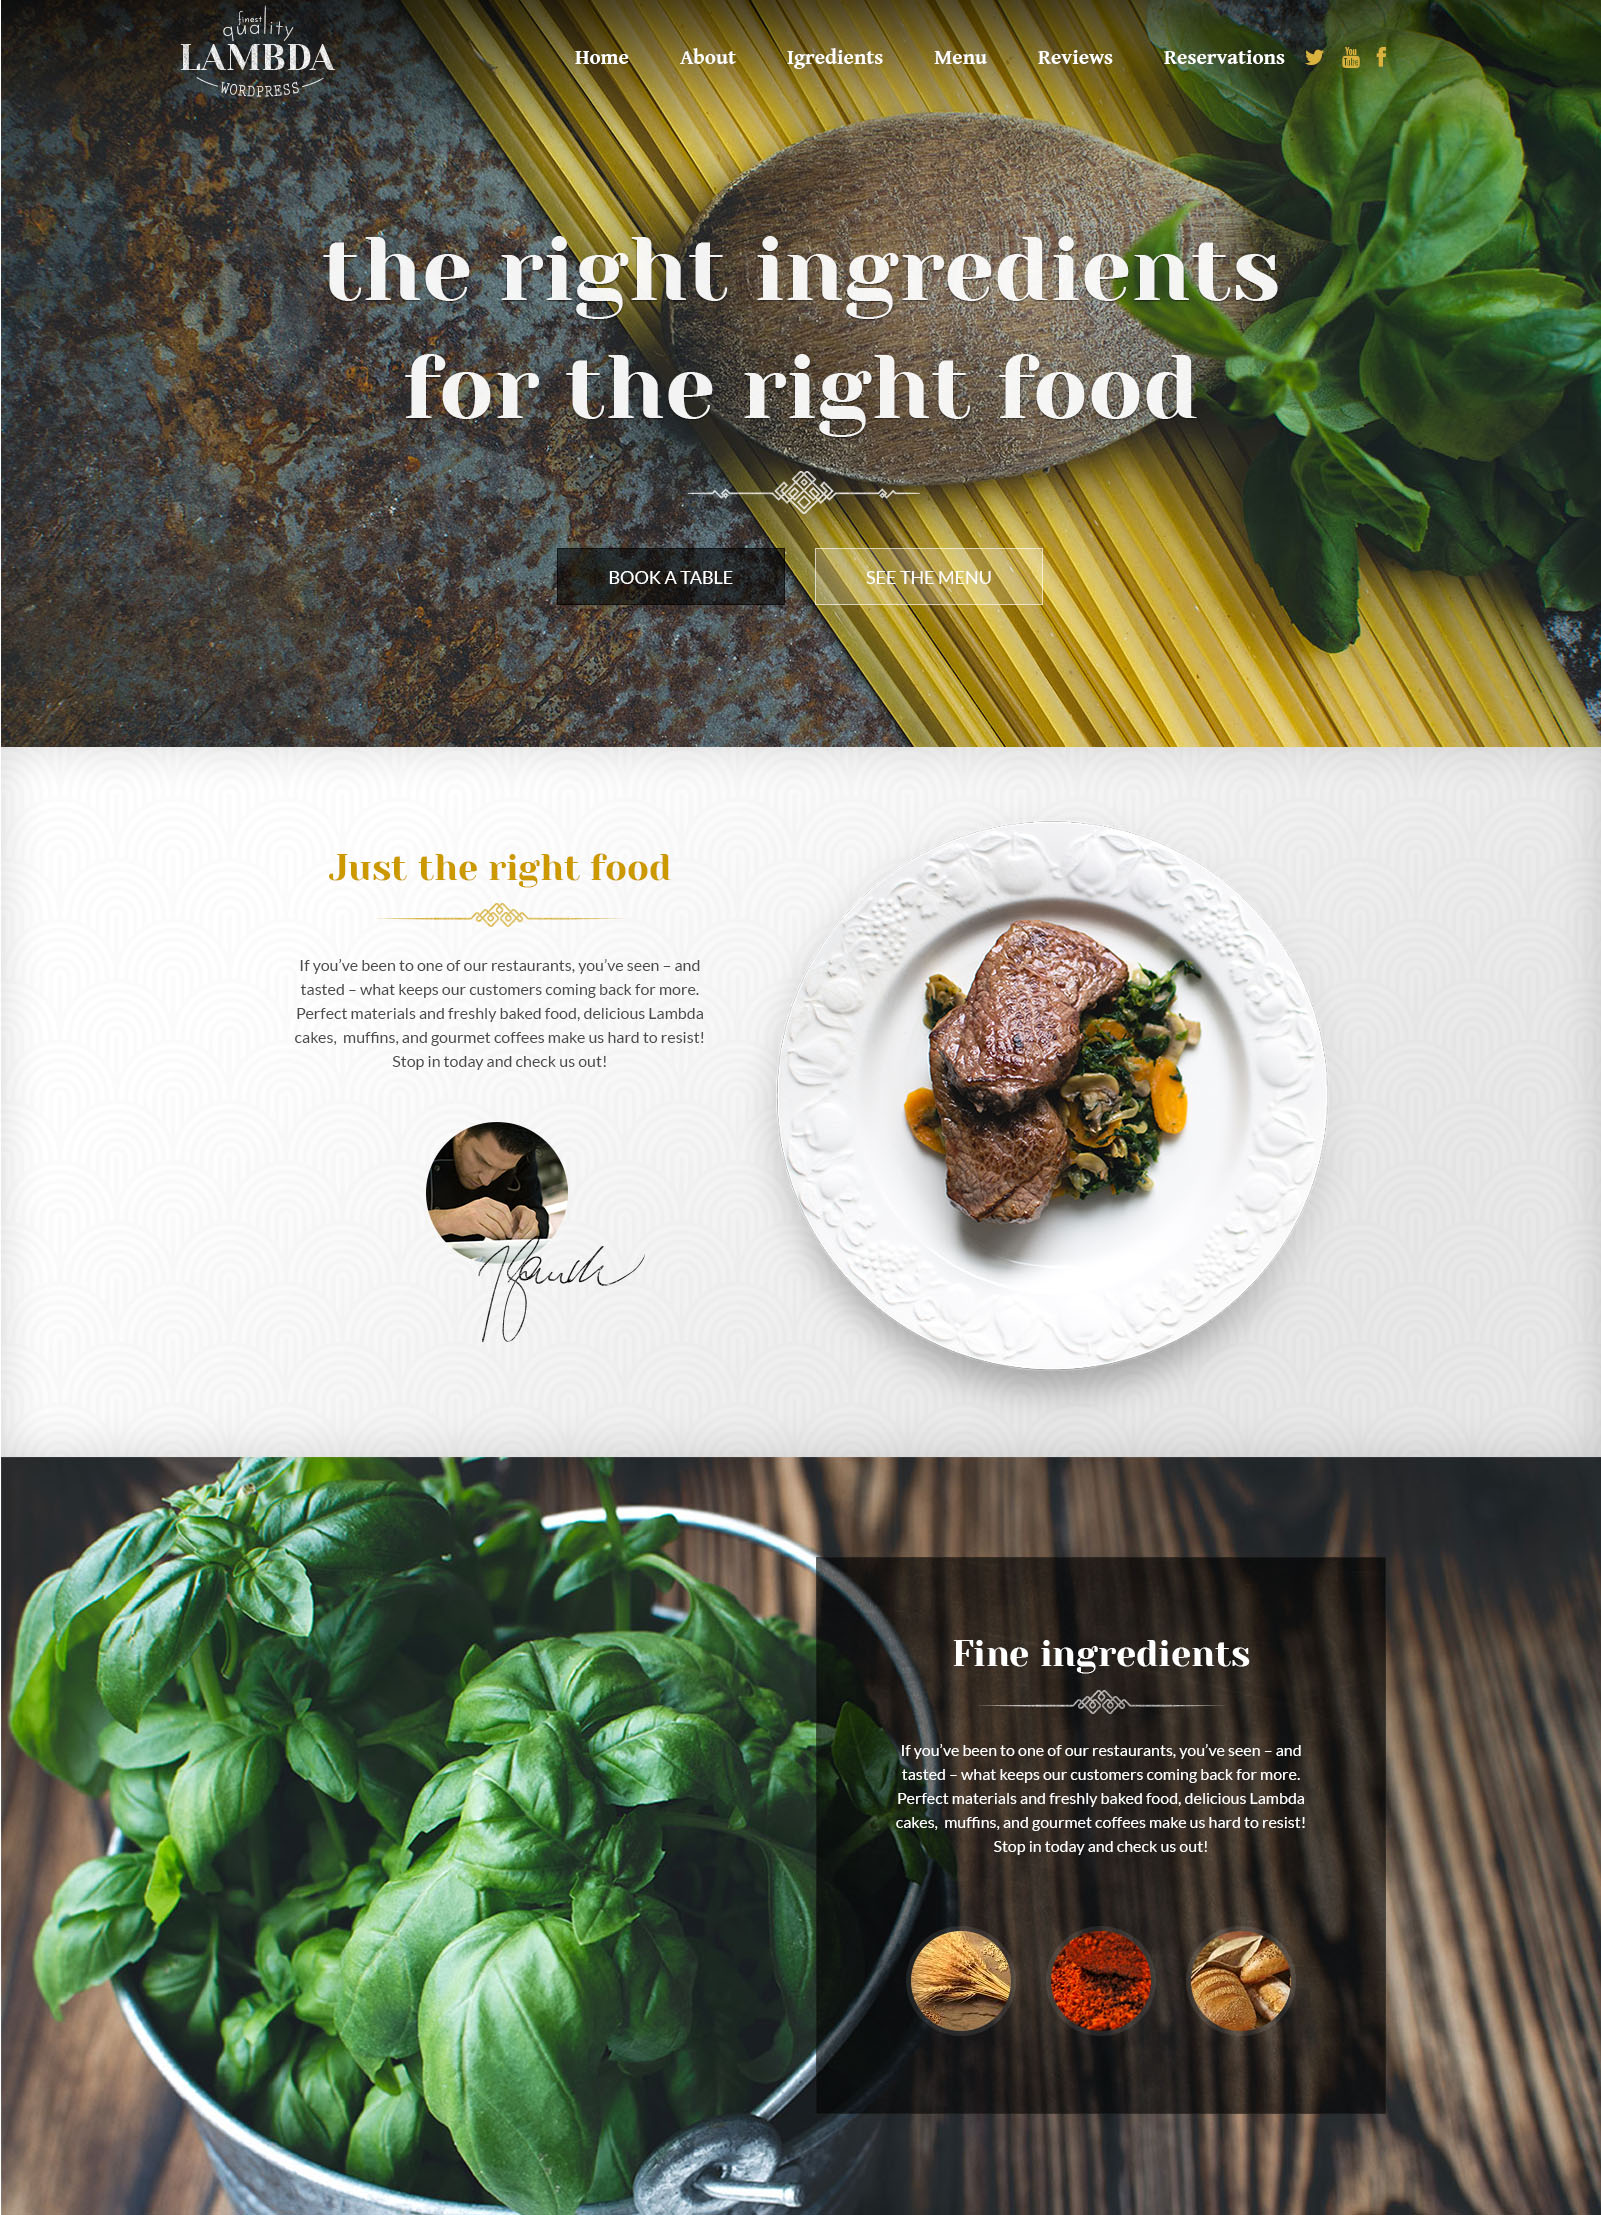 finest
quality
LAMBDA
WORDPRESS
Home About Igredients Menu Reviews Reservations
You
Tube
the right ingredients
for the right food
BOOK A TABLE SEE THE MENU
Just the right food
If you’ve been to one of our restaurants, you’ve seen – and
tasted – what keeps our customers coming back for more.
Perfect materials and freshly baked food, delicious Lambda
cakes,  muffins, and gourmet coffees make us hard to resist!
Stop in today and check us out!
Fine ingredients
If you’ve been to one of our restaurants, you’ve seen – and
tasted – what keeps our customers coming back for more.
Perfect materials and freshly baked food, delicious Lambda
cakes,  muffins, and gourmet coffees make us hard to resist!
Stop in today and check us out!